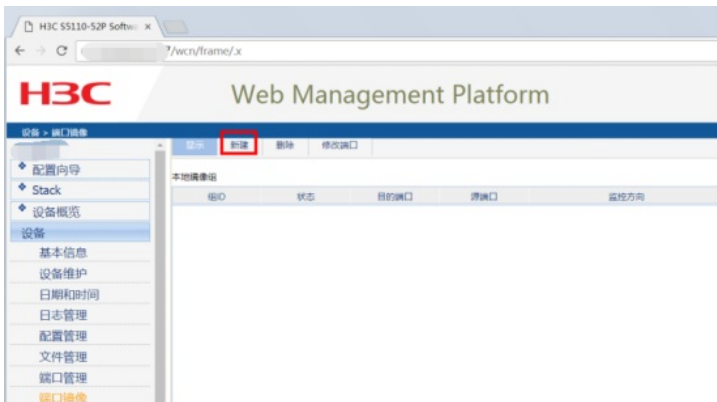 H3C S5110-52P Softw
/wcn/frame/.x
H3C
Web Management Platform
设备 > 端口镜像
显示 新建 删除 修改端口
配置向导
Stack
设备概览
设备
基本信息
设备维护
日期和时间
日志管理
配置管理
文件管理
端口管理
端口镜像
本地镜像组
组ID 状态 目的端口 源端口 监控方向